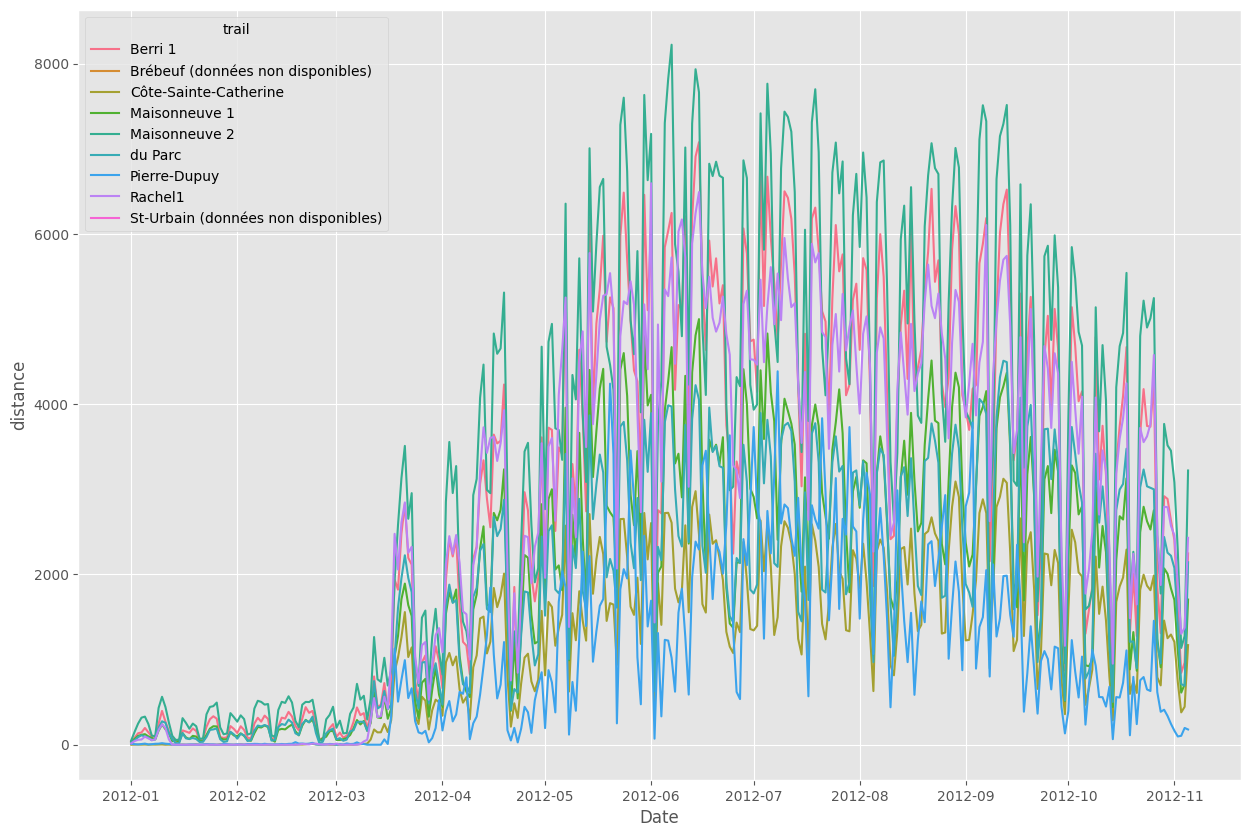 trail
Berri 1
Brébeuf (données non disponibles)
Côte-Sainte-Catherine
Maisonneuve 1
Maisonneuve 2
du Parc
Pierre-Dupuy
Rachel1
St-Urbain (données non disponibles)
8000
6000
4000
2000
0
distance
2012-01 2012-02 2012-03 2012-04 2012-05 2012-06 2012-07 2012-08 2012-09 2012-10 2012-11
Date